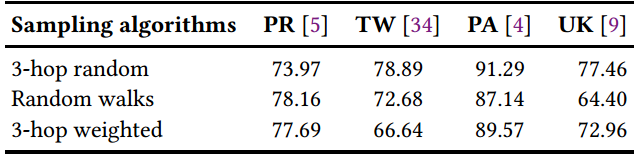 Sampling algorithms PR [5] TW [34] PA [4] UK [9]
3-hop random 73.97 78.89 91.29 77.46
Random walks 78.16 72.68 87.14 64.40
3-hop weighted 77.69 66.64 89.57 72.96